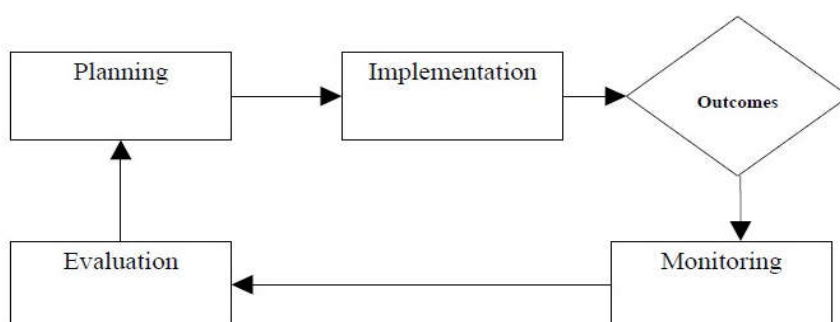 Planning
Implementation
Outcomes
Evaluation
Monitoring